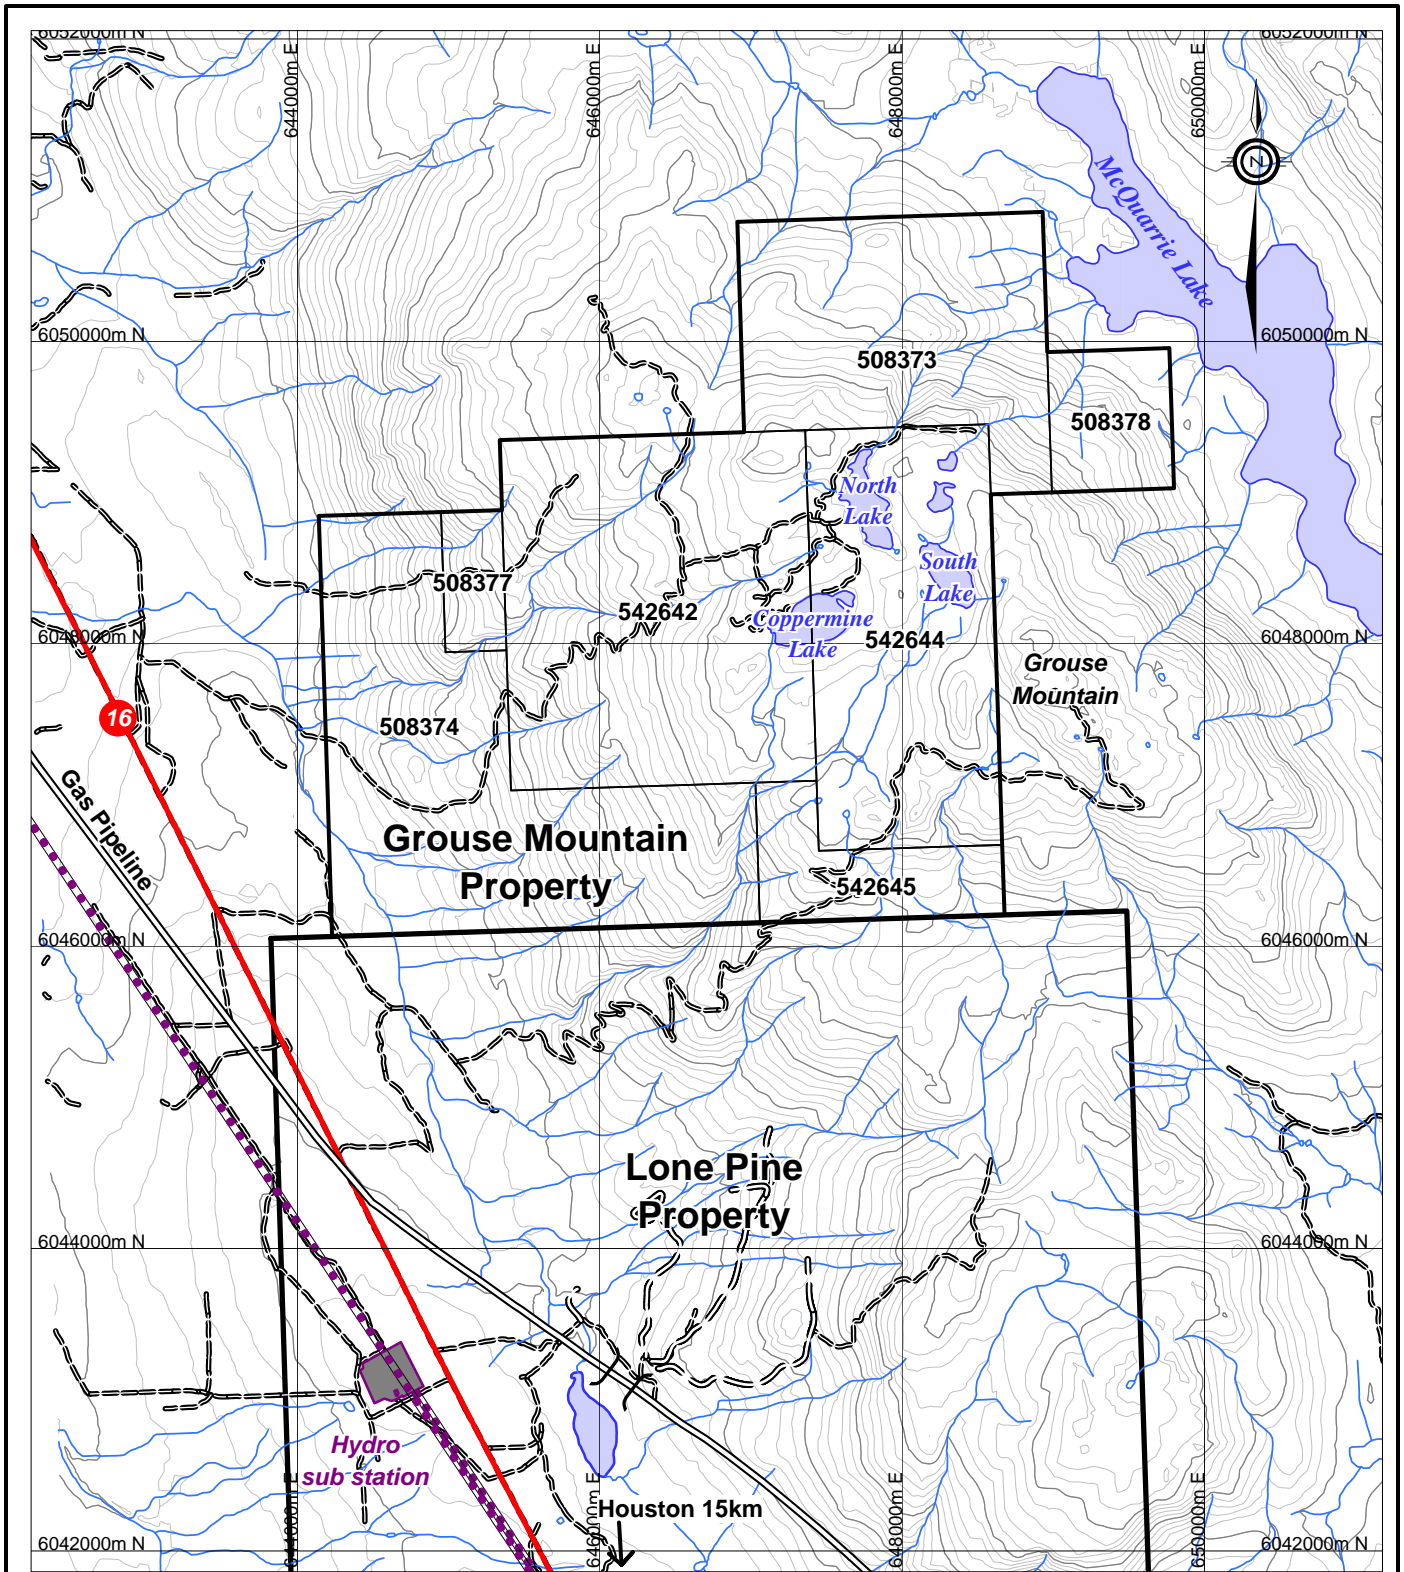 6052000m N
6052000m N
644000m E
646000m E
648000m E
650000m E
McQuarrie Lake
N
6050000m N
6050000m N
508373
508378
North
Lake
South
Lake
508377
542642
Coppermine
Lake
542644
6048000m N
6048000m N
Grouse
Mountain
16
508374
Gas Pipeline
Grouse Mountain
Property
542645
6046000m N
6046000m N
Lone Pine
Property
6044000m N
6044000m N
Hydro
sub station
Houston 15km
644000m E
646000m E
648000m E
650000m E
6042000m N
6042000m N